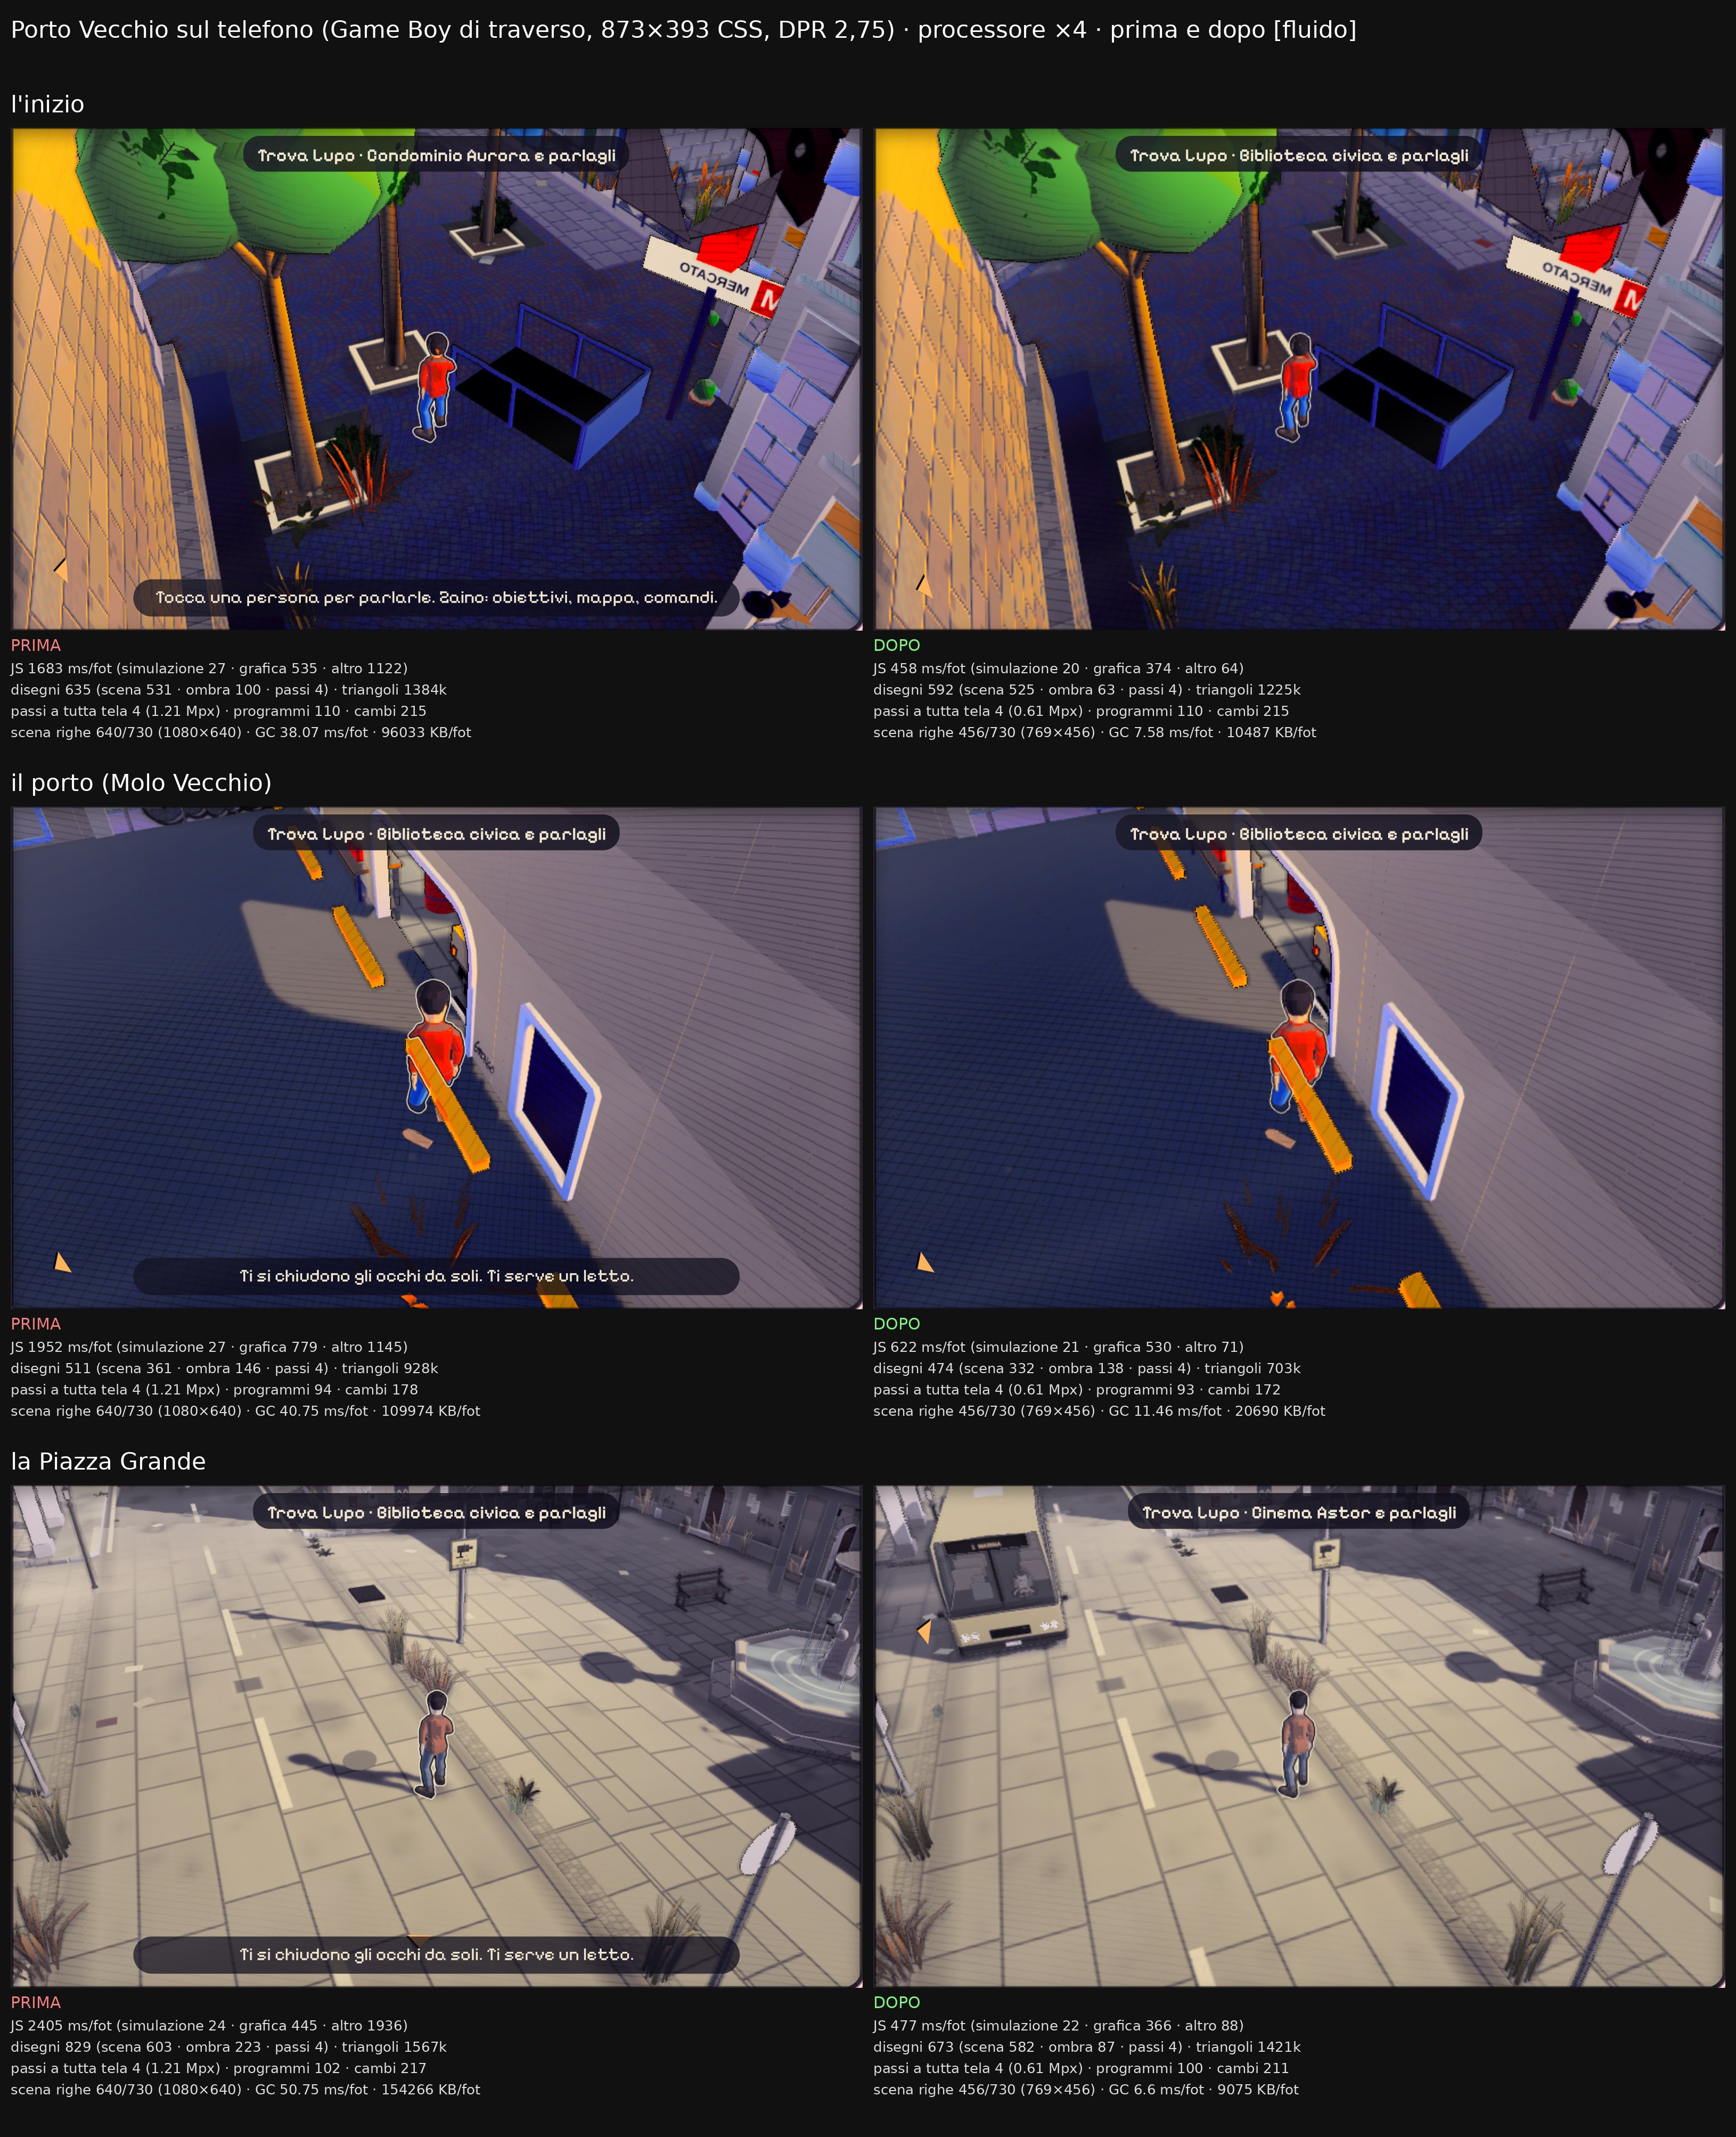 Porto Vecchio sul telefono (Game Boy di traverso, 873×393 CSS, DPR 2,75) · processore ×4 · prima e dopo [fluido]
l'inizio
Trova Lupo · Condominio Aurora e parlagli
MERCATO
M
Tocca una persona per parlarle. Zaino: obiettivi, mappa, comandi.
Trova Lupo · Biblioteca civica e parlagli
MERCATO
M
PRIMA
JS 1683 ms/fot (simulazione 27 · grafica 535 · altro 1122)
disegni 635 (scena 531 · ombra 100 · passi 4) · triangoli 1384k
passi a tutta tela 4 (1.21 Mpx) · programmi 110 · cambi 215
scena righe 640/730 (1080×640) · GC 38.07 ms/fot · 96033 KB/fot
DOPO
JS 458 ms/fot (simulazione 20 · grafica 374 · altro 64)
disegni 592 (scena 525 · ombra 63 · passi 4) · triangoli 1225k
passi a tutta tela 4 (0.61 Mpx) · programmi 110 · cambi 215
scena righe 456/730 (769×456) · GC 7.58 ms/fot · 10487 KB/fot
il porto (Molo Vecchio)
Trova Lupo · Biblioteca civica e parlagli
Ti si chiudono gli occhi da soli. Ti serve un letto.
Trova Lupo · Biblioteca civica e parlagli
PRIMA
JS 1952 ms/fot (simulazione 27 · grafica 779 · altro 1145)
disegni 511 (scena 361 · ombra 146 · passi 4) · triangoli 928k
passi a tutta tela 4 (1.21 Mpx) · programmi 94 · cambi 178
scena righe 640/730 (1080×640) · GC 40.75 ms/fot · 109974 KB/fot
DOPO
JS 622 ms/fot (simulazione 21 · grafica 530 · altro 71)
disegni 474 (scena 332 · ombra 138 · passi 4) · triangoli 703k
passi a tutta tela 4 (0.61 Mpx) · programmi 93 · cambi 172
scena righe 456/730 (769×456) · GC 11.46 ms/fot · 20690 KB/fot
la Piazza Grande
Trova Lupo · Biblioteca civica e parlagli
Ti si chiudono gli occhi da soli. Ti serve un letto.
Trova Lupo · Cinema Astor e parlagli
PRIMA
JS 2405 ms/fot (simulazione 24 · grafica 445 · altro 1936)
disegni 829 (scena 603 · ombra 223 · passi 4) · triangoli 1567k
passi a tutta tela 4 (1.21 Mpx) · programmi 102 · cambi 217
scena righe 640/730 (1080×640) · GC 50.75 ms/fot · 154266 KB/fot
DOPO
JS 477 ms/fot (simulazione 22 · grafica 366 · altro 88)
disegni 673 (scena 582 · ombra 87 · passi 4) · triangoli 1421k
passi a tutta tela 4 (0.61 Mpx) · programmi 100 · cambi 211
scena righe 456/730 (769×456) · GC 6.6 ms/fot · 9075 KB/fot